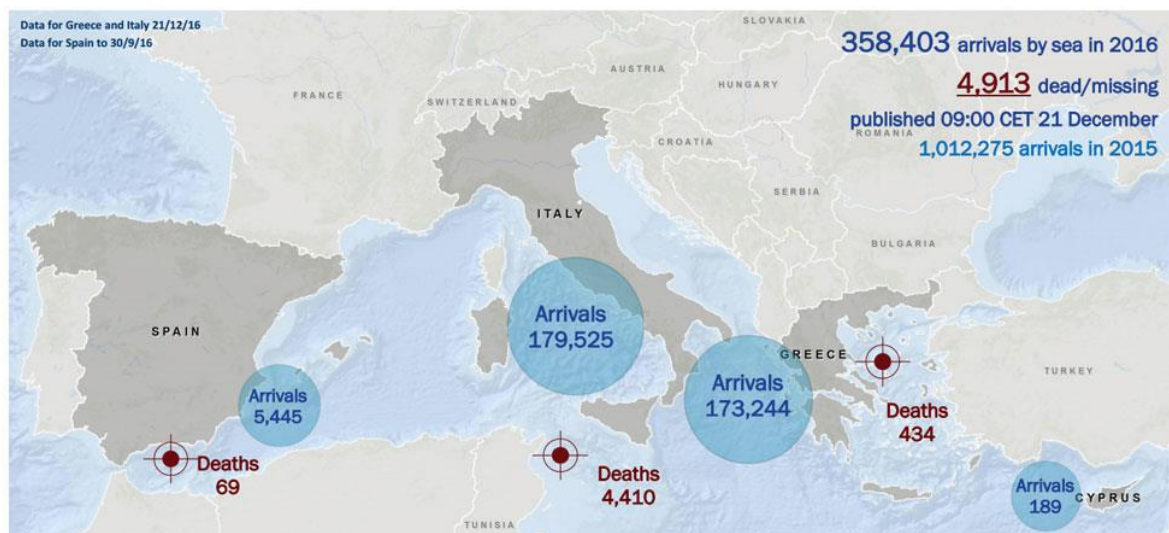 Data for Greece and Italy 21/12/16
Data for Spain to 30/9/16
358,403 arrivals by sea in 2016
4,913 dead/missing
published 09:00 CET 21 December
1,012,275 arrivals in 2015
SLOVAKIA
AUSTRIA
HUNGARY
FRANCE
SWITZERLAND
ROMANIA
CROATIA
SERBIA
ITALY
BULGARIA
SPAIN
Arrivals
179,525
GREECE
TURKEY
Arrivals
5,445
Arrivals
173,244
Deaths
434
Deaths
69
Deaths
4,410
Arrivals
189
CYPRUS
TUNISIA